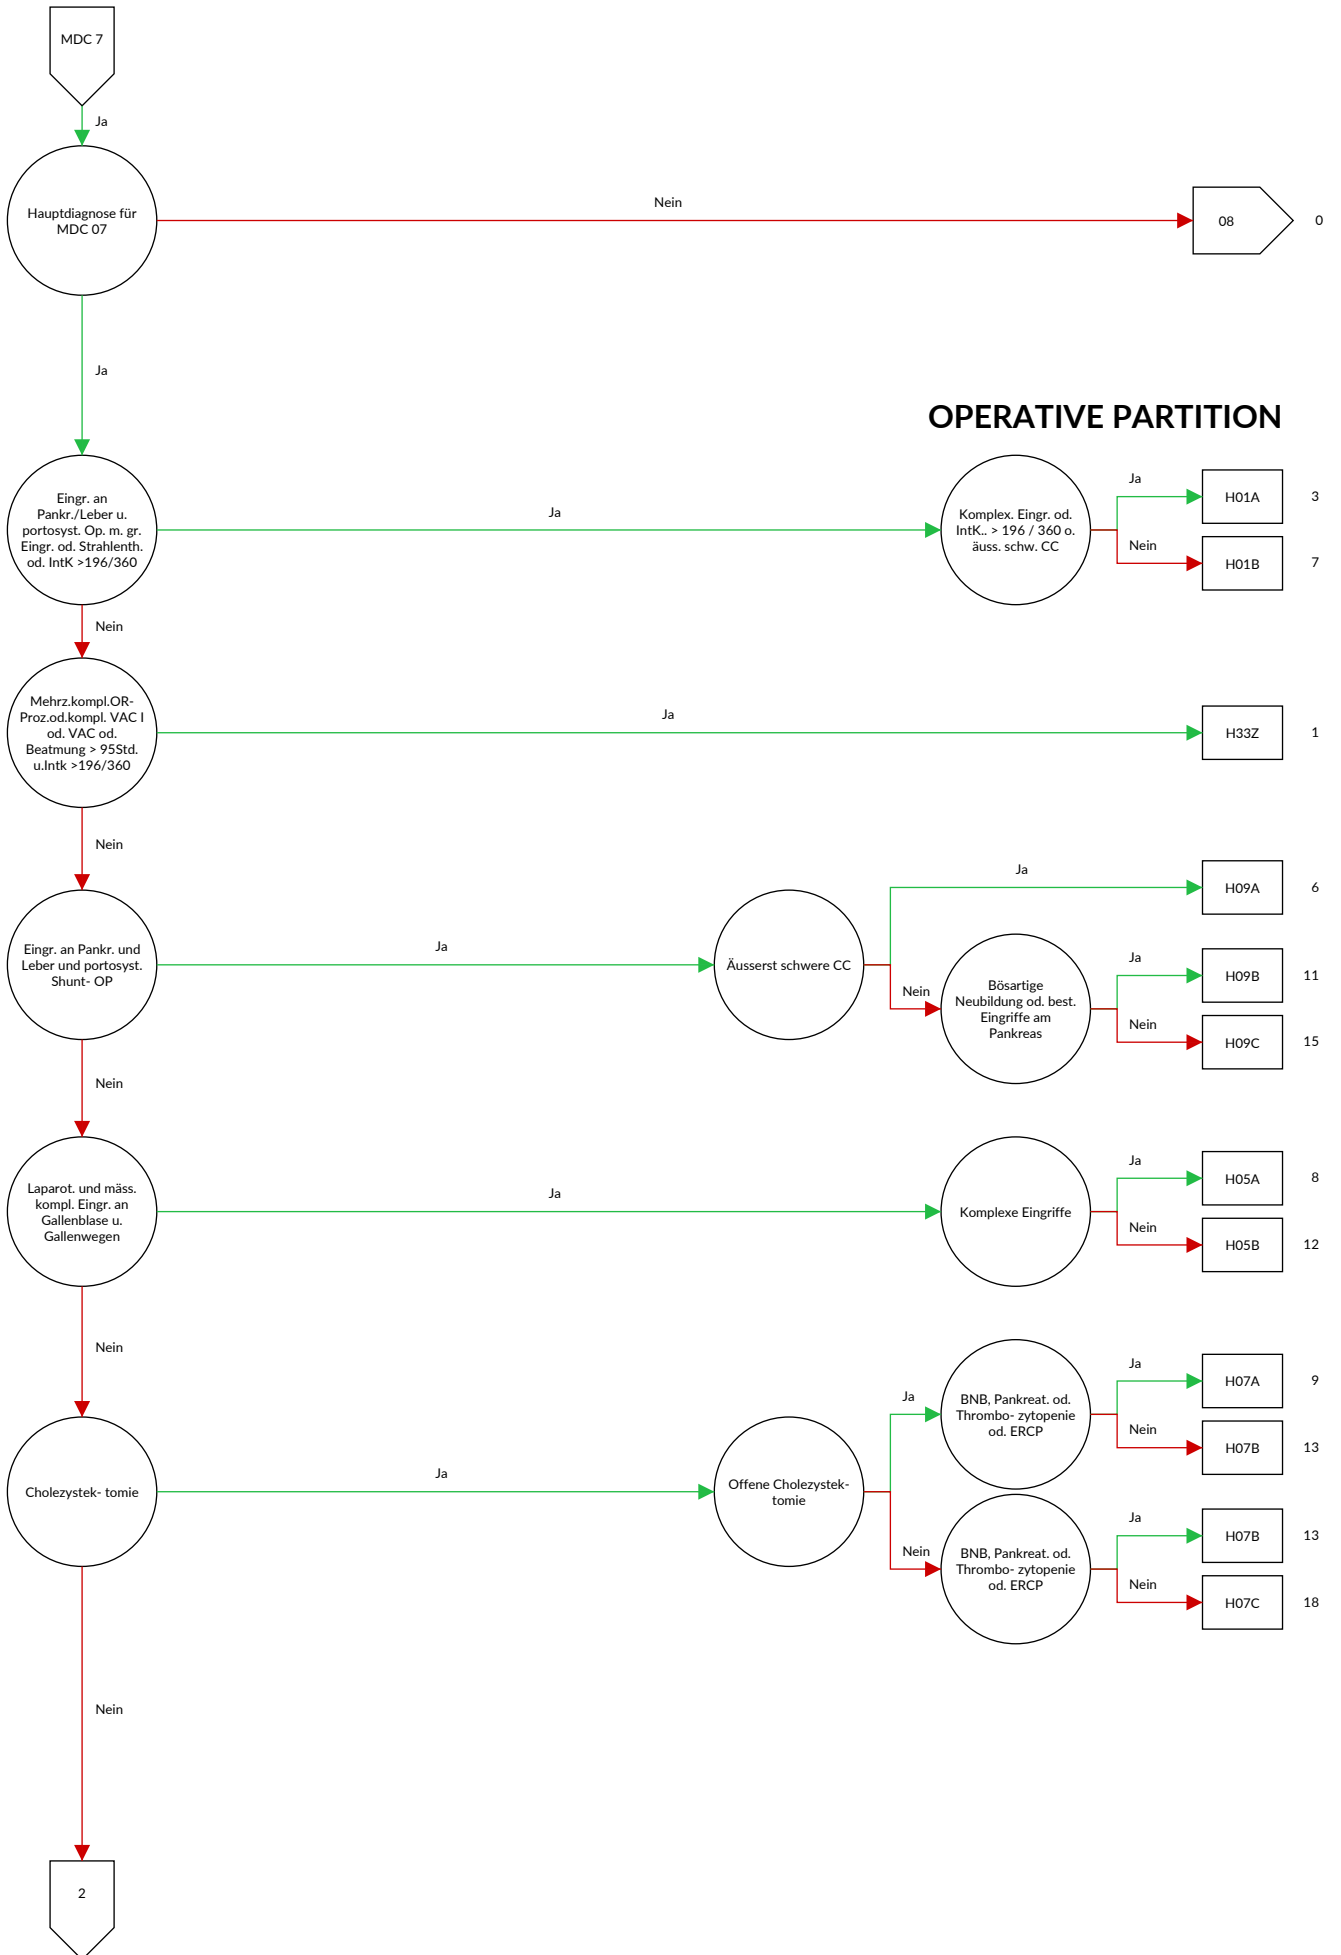 MDC 7
Ja
Hauptdiagnose für
MDC 07
Nein
08
0
Ja
OPERATIVE PARTITION
Eingr. an
Pankr./Leber u.
portosyst. Op. m. gr.
Eingr. od. Strahlenth.
od. IntK >196/360
Ja
Komplex. Eingr. od.
IntK.. > 196 / 360 o.
äuss. schw. CC
Ja
H01A
3
Nein
H01B
7
Nein
Mehrz.kompl.OR-
Proz.od.kompl. VAC I
od. VAC od.
Beatmung > 95Std.
u.Intk >196/360
Ja
H33Z
1
Nein
Eingr. an Pankr. und
Leber und portosyst.
Shunt- OP
Ja
Äusserst schwere CC
Ja
H09A
6
Nein
Bösartige
Neubildung od. best.
Eingriffe am
Pankreas
Ja
H09B
11
Nein
H09C
15
Nein
Laparot. und mäss.
kompl. Eingr. an
Gallenblase u.
Gallenwegen
Ja
Komplexe Eingriffe
Ja
H05A
8
Nein
H05B
12
Nein
Cholezystek- tomie
Ja
Offene Cholezystek-
tomie
Ja
BNB, Pankreat. od.
Thrombo- zytopenie
od. ERCP
Ja
H07A
9
Nein
H07B
13
Nein
BNB, Pankreat. od.
Thrombo- zytopenie
od. ERCP
Ja
H07B
13
Nein
H07C
18
Nein
2